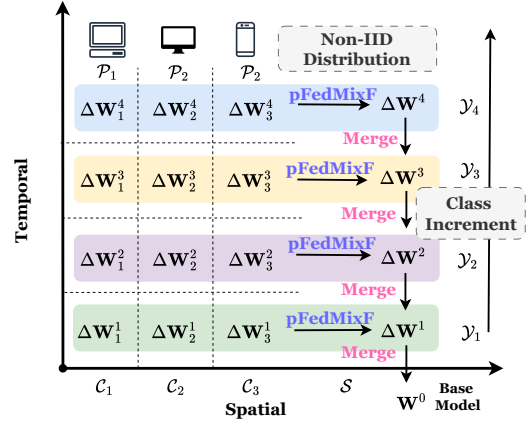 Non-IID
Distribution
𝒫₁ 𝒫₂ 𝒫₂
ΔW₁⁴ ΔW₂⁴ ΔW₃⁴ pFedMixF ΔW⁴ 𝒴₄
Merge
ΔW₁³ ΔW₂³ ΔW₃³ pFedMixF ΔW³ 𝒴₃
Merge
Class
Increment
ΔW₁² ΔW₂² ΔW₃² pFedMixF ΔW² 𝒴₂
Merge
ΔW₁¹ ΔW₂¹ ΔW₃¹ pFedMixF ΔW¹ 𝒴₁
Merge
Temporal
𝒞₁ 𝒞₂ 𝒞₃ 𝒮
Spatial
W⁰ Base
Model